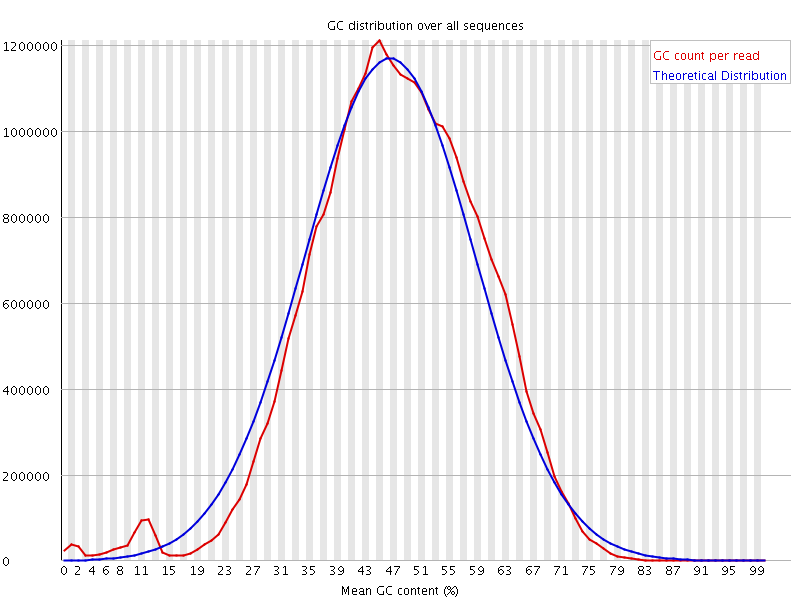 GC distribution over all sequences
GC count per read
Theoretical Distribution
1200000
1000000
800000
600000
400000
200000
0
0 2 4 6 8 11 15 19 23 27 31 35 39 43 47 51 55 59 63 67 71 75 79 83 87 91 95 99
Mean GC content (%)